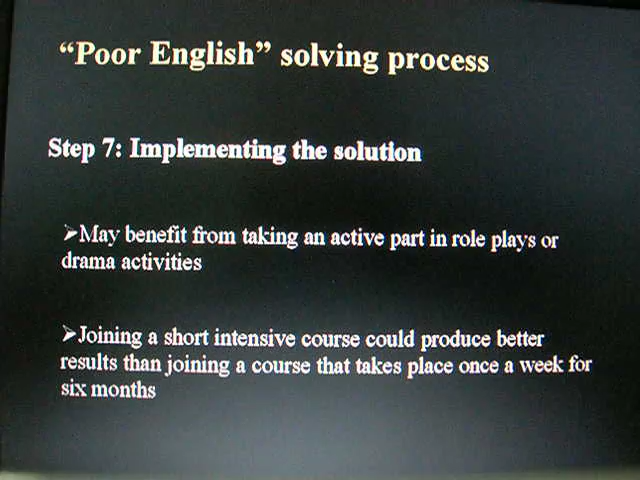 “Poor English” solving process
Step 7: Implementing the solution
➢May benefit from taking an active part in role plays or
drama activities
➢Joining a short intensive course could produce better
results than joining a course that takes place once a week for
six months